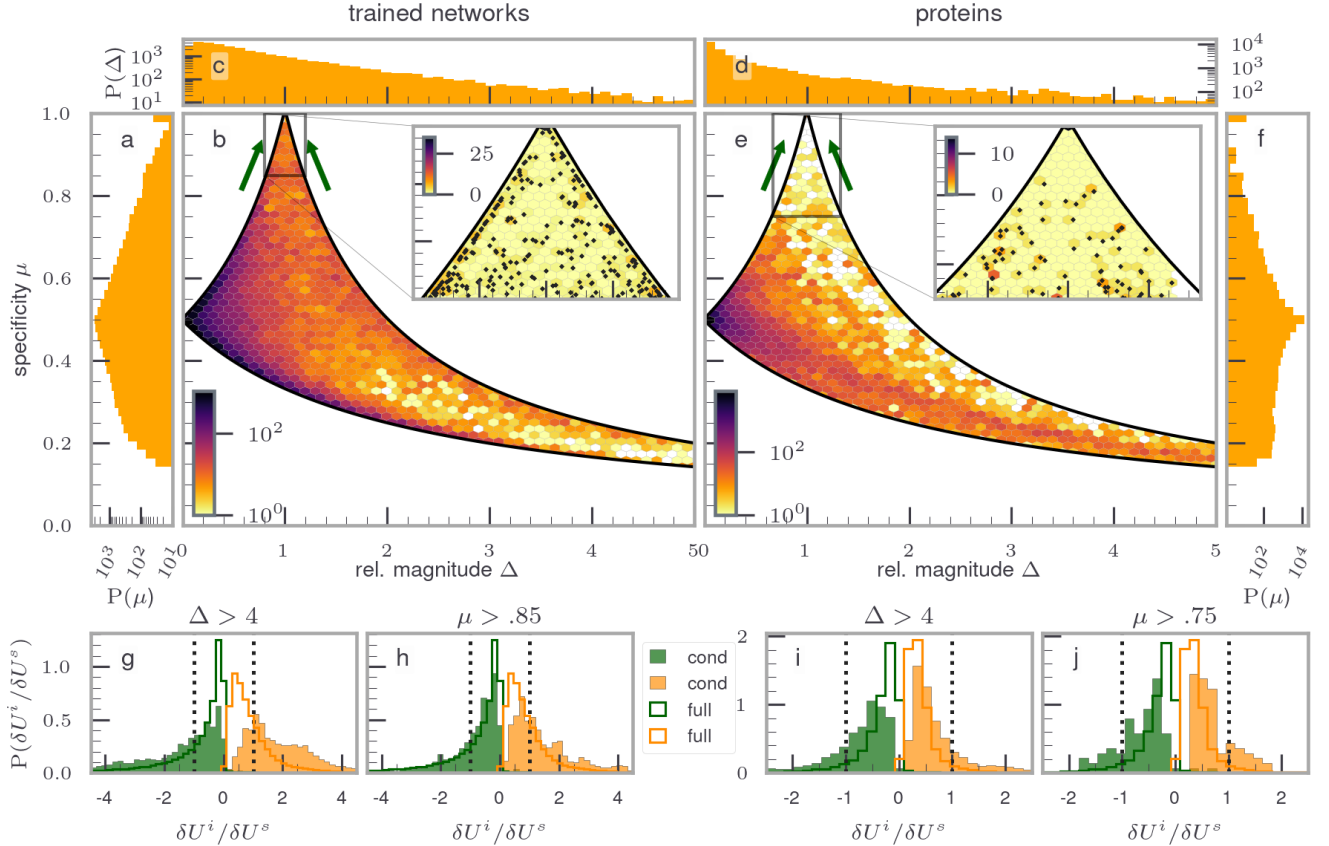 trained networks
proteins
P(Δ)
10³
10²
10¹
c
d
10⁴
10³
10²
specificity μ
1.0
0.8
0.6
0.4
0.2
0.0
a
b
25
0
10²
10⁰
e
10
0
10²
10⁰
f
10³
10²
10¹
P(μ)
0
1
2
3
4
50
1
2
3
4
5
rel. magnitude Δ
rel. magnitude Δ
10²
10⁴
P(μ)
Δ > 4
μ > .85
Δ > 4
μ > .75
P(δUⁱ/δUˢ)
1.0
0.5
0.0
g
h
cond
cond
full
full
2
1
0
i
j
-4
-2
0
2
4
-4
-2
0
2
4
-2
-1
0
1
2
-2
-1
0
1
2
δUⁱ/δUˢ
δUⁱ/δUˢ
δUⁱ/δUˢ
δUⁱ/δUˢ